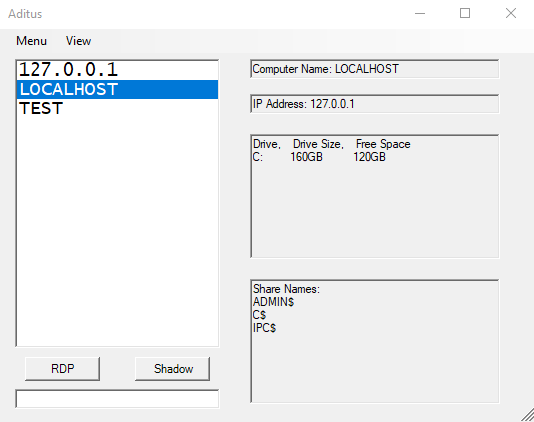 Aditus
Menu View
127.0.0.1
LOCALHOST
TEST
RDP Shadow
Computer Name: LOCALHOST
IP Address: 127.0.0.1
Drive, Drive Size, Free Space
C: 160GB 120GB
Share Names:
ADMIN$
C$
IPC$